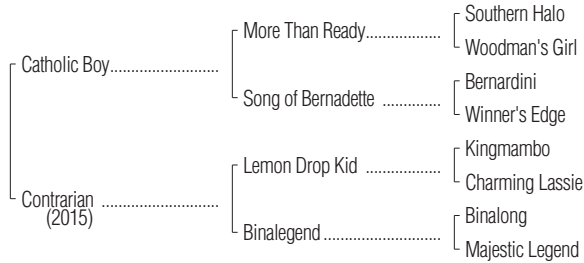 Southern Halo
More Than Ready..................
Woodman's Girl
Catholic Boy..........................
Bernardini
Song of Bernadette ..............
Winner's Edge
Kingmambo
Lemon Drop Kid ..................
Charming Lassie
Contrarian ............................
(2015)
Binalong
Binalegend............................
Majestic Legend